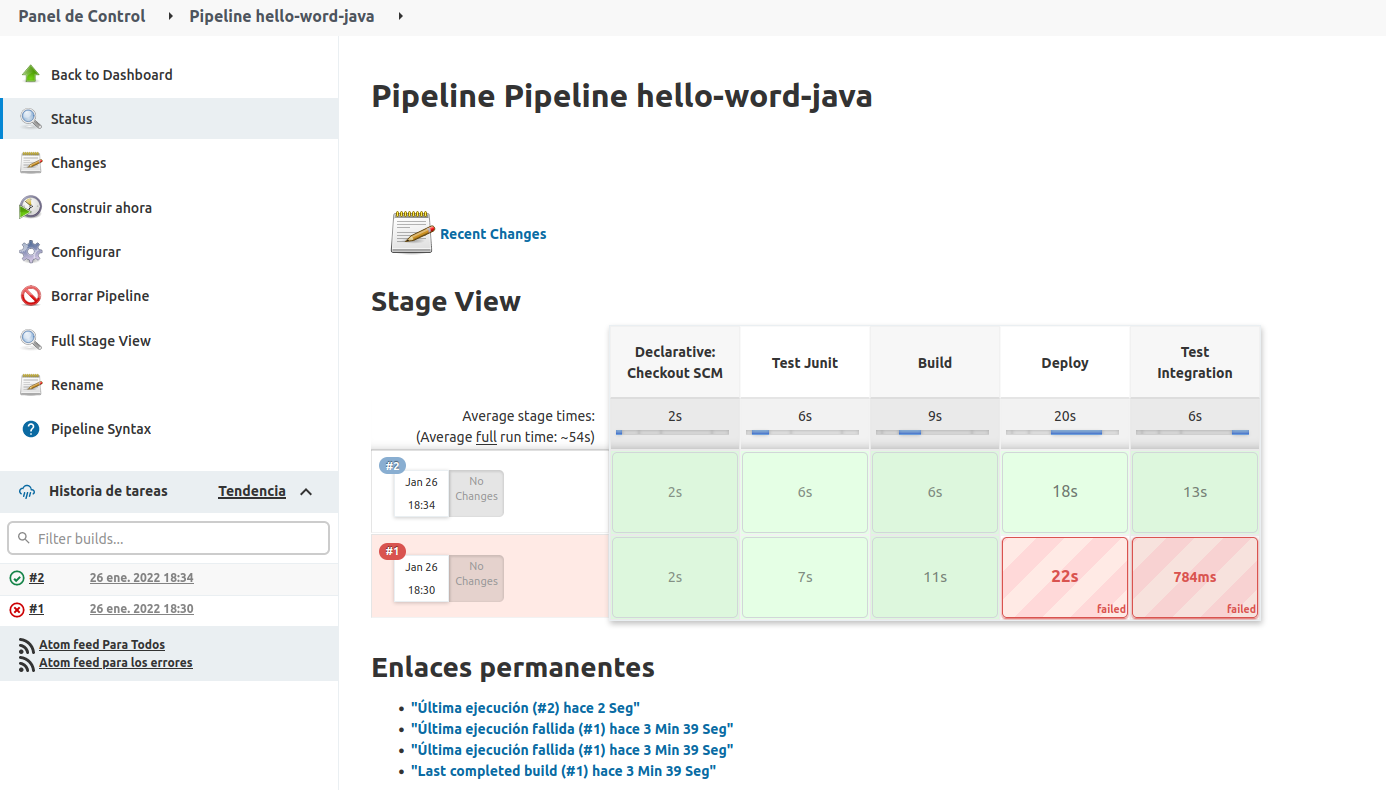 Panel de Control
Pipeline hello-word-java
Back to Dashboard
Status
Changes
Construir ahora
Configurar
Borrar Pipeline
Full Stage View
Rename
Pipeline Syntax
Historia de tareas
Tendencia
Filter builds...
#2 26 ene. 2022 18:34
#1 26 ene. 2022 18:30
Atom feed Para Todos
Atom feed para los errores
Pipeline Pipeline hello-word-java
Recent Changes
Stage View
Declarative:
Checkout SCM
Test Junit
Build
Deploy
Test
Integration
Average stage times:
(Average full run time: ~54s)
2s
6s
9s
20s
6s
#2
Jan 26
18:34
No
Changes
2s
6s
6s
18s
13s
#1
Jan 26
18:30
No
Changes
2s
7s
11s
22s
failed
784ms
failed
Enlaces permanentes
"Última ejecución (#2) hace 2 Seg"
"Última ejecución fallida (#1) hace 3 Min 39 Seg"
"Última ejecución fallida (#1) hace 3 Min 39 Seg"
"Last completed build (#1) hace 3 Min 39 Seg"